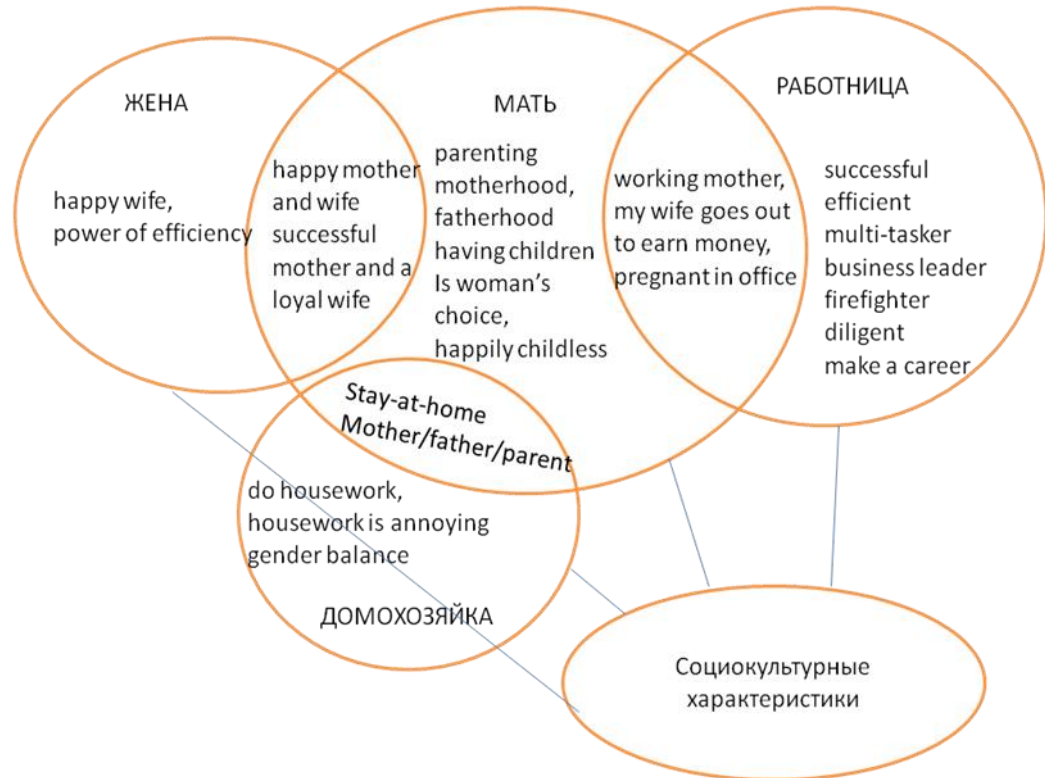 ЖЕНА
happy wife,
power of efficiency
happy mother
and wife
successful
mother and a
loyal wife
МАТЬ
parenting
motherhood,
fatherhood
having children
Is woman's
choice,
happily childless
working mother,
my wife goes out
to earn money,
pregnant in office
РАБОТНИЦА
successful
efficient
multi-tasker
business leader
firefighter
diligent
make a career
Stay-at-home
Mother/father/parent
do housework,
housework is annoying
gender balance
ДОМОХОЗЯЙКА
Социокультурные
характеристики